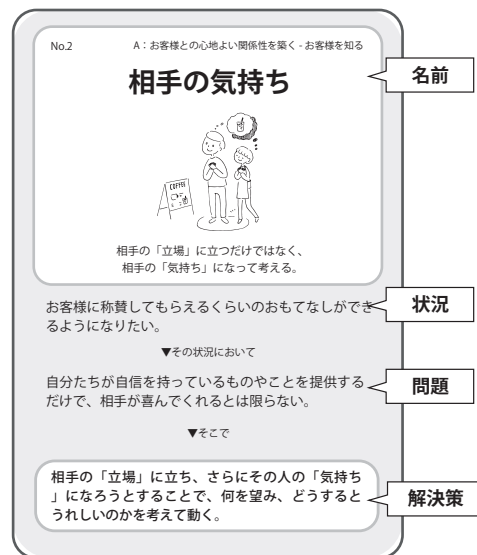 No.2
A：お客様との心地よい関係性を築く - お客様を知る
相手の気持ち
名前
COFFEE
相手の「立場」に立つだけではなく、
相手の「気持ち」になって考える。
お客様に称賛してもらえるくらいのおもてなしができ
るようになりたい。
状況
▼その状況において
自分たちが自信を持っているものやことを提供する
だけで、相手が喜んでくれるとは限らない。
問題
▼そこで
相手の「立場」に立ち、さらにその人の「気持ち
」になろうとすることで、何を望み、どうすると
うれしいのかを考えて動く。
解決策